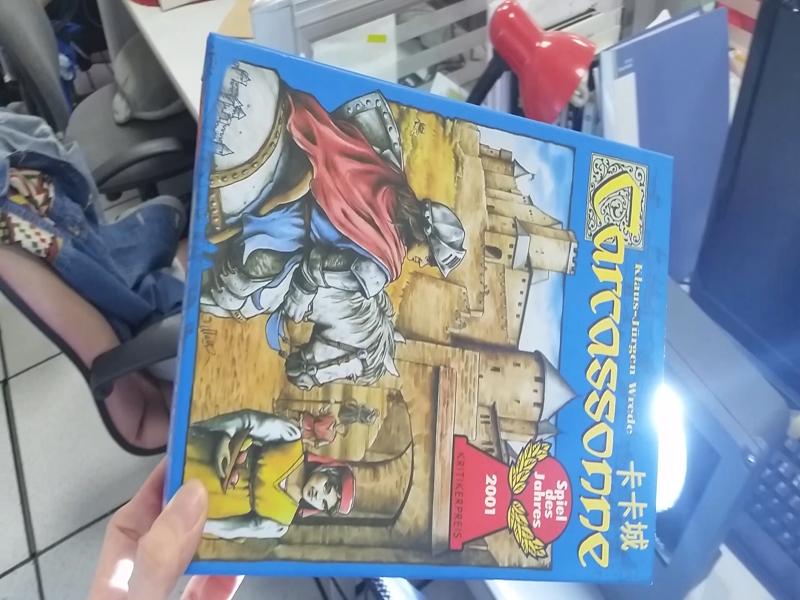 Carcassonne
Klaus-Jürgen Wrede
卡卡城
Spiel
des
Jahres
2001
KRITIKERPREIS